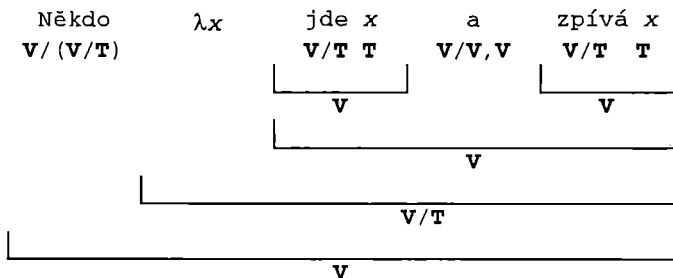 Někdo λx jde x a zpívá x
V/(V/T) V/T T V/V,V V/T T
V V
V
V/T
V